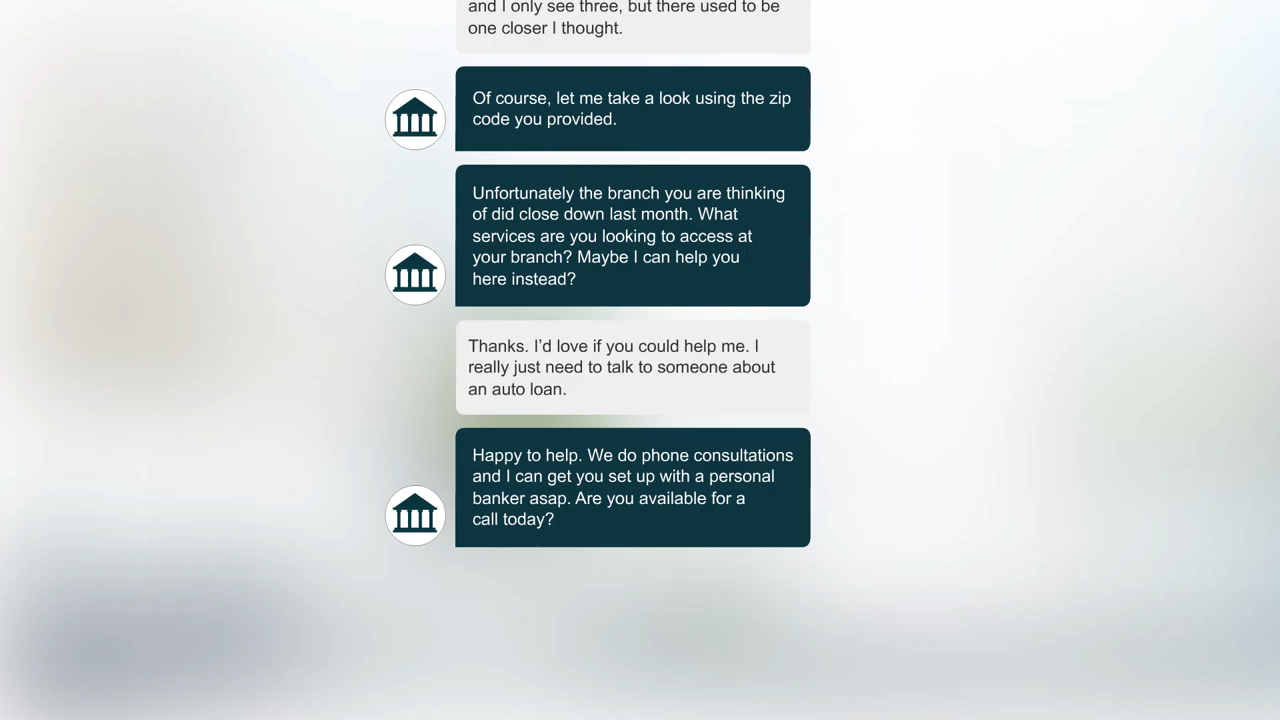 and I only see three, but there used to be
one closer I thought.
Of course, let me take a look using the zip
code you provided.
Unfortunately the branch you are thinking
of did close down last month. What
services are you looking to access at
your branch? Maybe I can help you
here instead?
Thanks. I’d love if you could help me. I
really just need to talk to someone about
an auto loan.
Happy to help. We do phone consultations
and I can get you set up with a personal
banker asap. Are you available for a
call today?